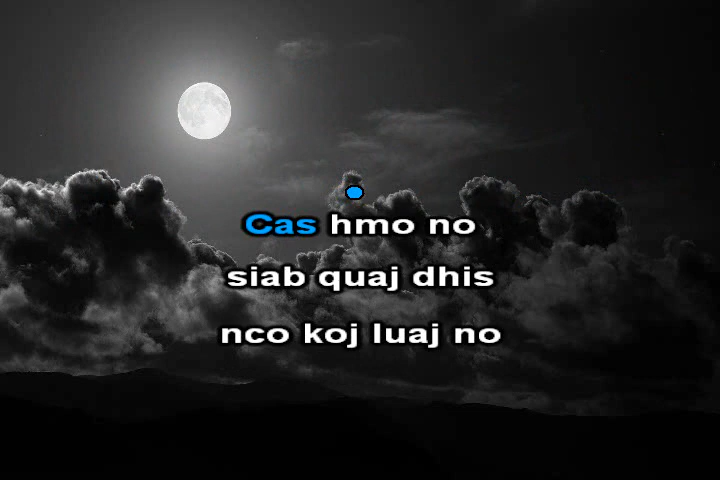 Cas hmo no
siab quaj dhis
nco koj luaj no